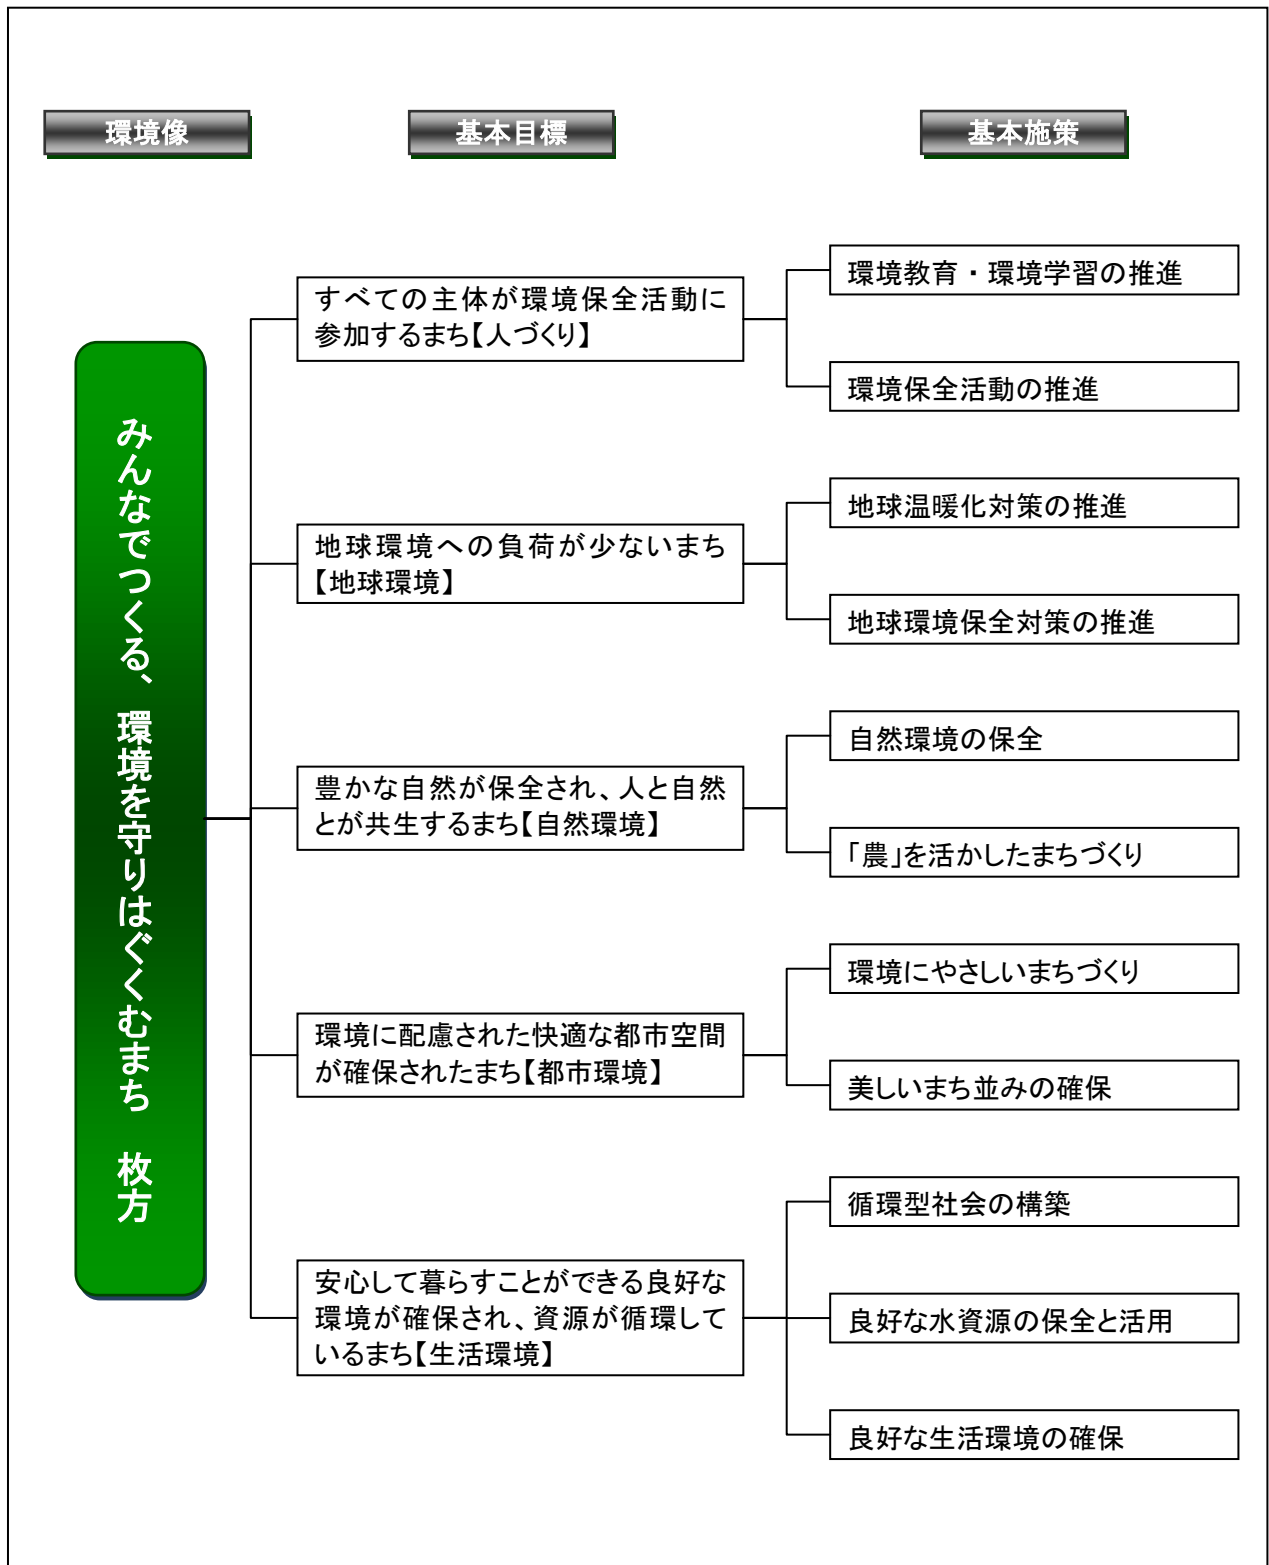 環境像
基本目標
基本施策
みんなでつくる、環境を守りはぐくむまち　枚方
すべての主体が環境保全活動に
参加するまち【人づくり】
環境教育・環境学習の推進
環境保全活動の推進
地球環境への負荷が少ないまち
【地球環境】
地球温暖化対策の推進
地球環境保全対策の推進
豊かな自然が保全され、人と自然
とが共生するまち【自然環境】
自然環境の保全
「農」を活かしたまちづくり
環境に配慮された快適な都市空間
が確保されたまち【都市環境】
環境にやさしいまちづくり
美しいまち並みの確保
安心して暮らすことができる良好な
環境が確保され、資源が循環して
いるまち【生活環境】
循環型社会の構築
良好な水資源の保全と活用
良好な生活環境の確保